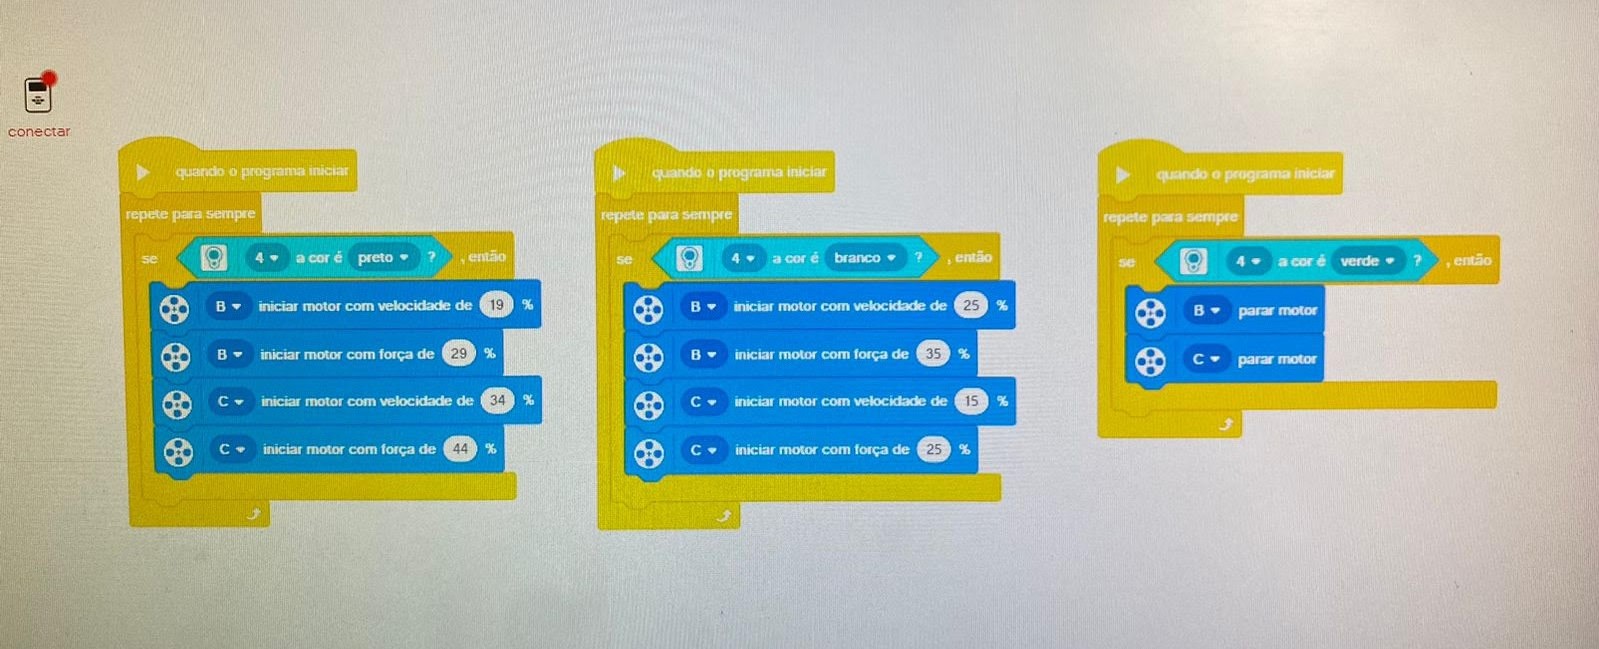 conectar
quando o programa iniciar
repete para sempre
se 4 a cor é preto ? , então
B iniciar motor com velocidade de 19 %
B iniciar motor com força de 29 %
C iniciar motor com velocidade de 34 %
C iniciar motor com força de 44 %
quando o programa iniciar
repete para sempre
se 4 a cor é branco ? , então
B iniciar motor com velocidade de 25 %
B iniciar motor com força de 35 %
C iniciar motor com velocidade de 15 %
C iniciar motor com força de 25 %
quando o programa iniciar
repete para sempre
se 4 a cor é verde ? , então
B parar motor
C parar motor